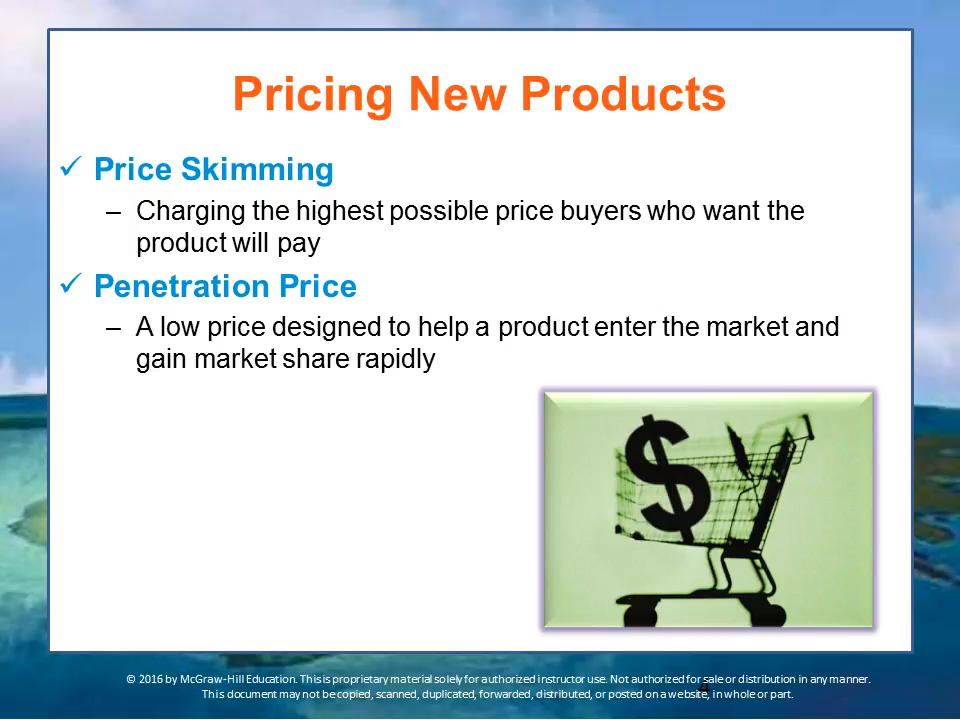 Pricing New Products
✓ Price Skimming
– Charging the highest possible price buyers who want the
product will pay
✓ Penetration Price
– A low price designed to help a product enter the market and
gain market share rapidly
$
© 2016 by McGraw-Hill Education. This is proprietary material solely for authorized instructor use. Not authorized for sale or distribution in any manner.
This document may not be copied, scanned, duplicated, forwarded, distributed, or posted on a website, in whole or part.
4